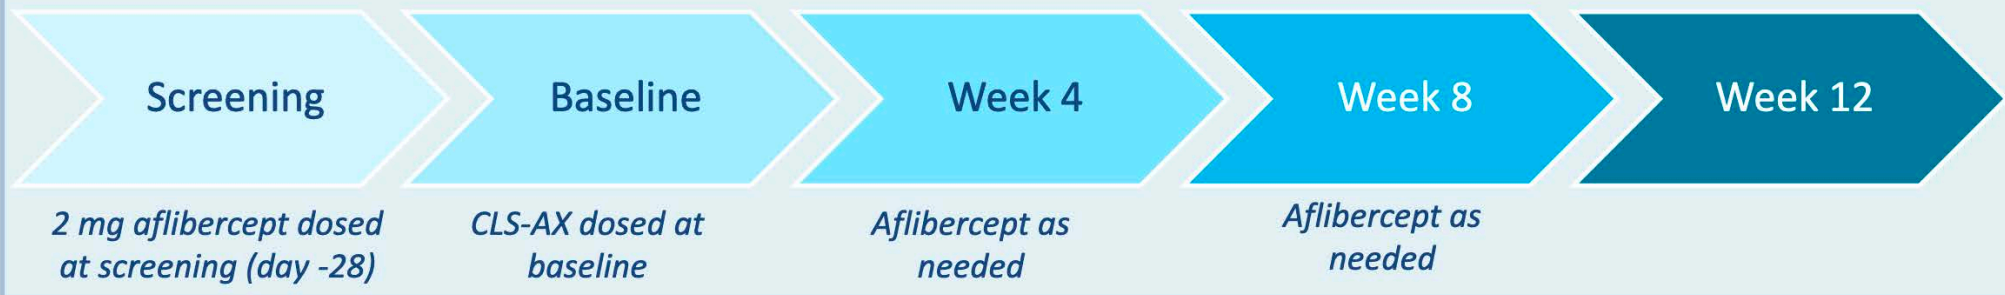 Screening
Baseline
Week 4
Week 8
Week 12
2 mg aflibercept dosed
at screening (day -28)
CLS-AX dosed at
baseline
Aflibercept as
needed
Aflibercept as
needed